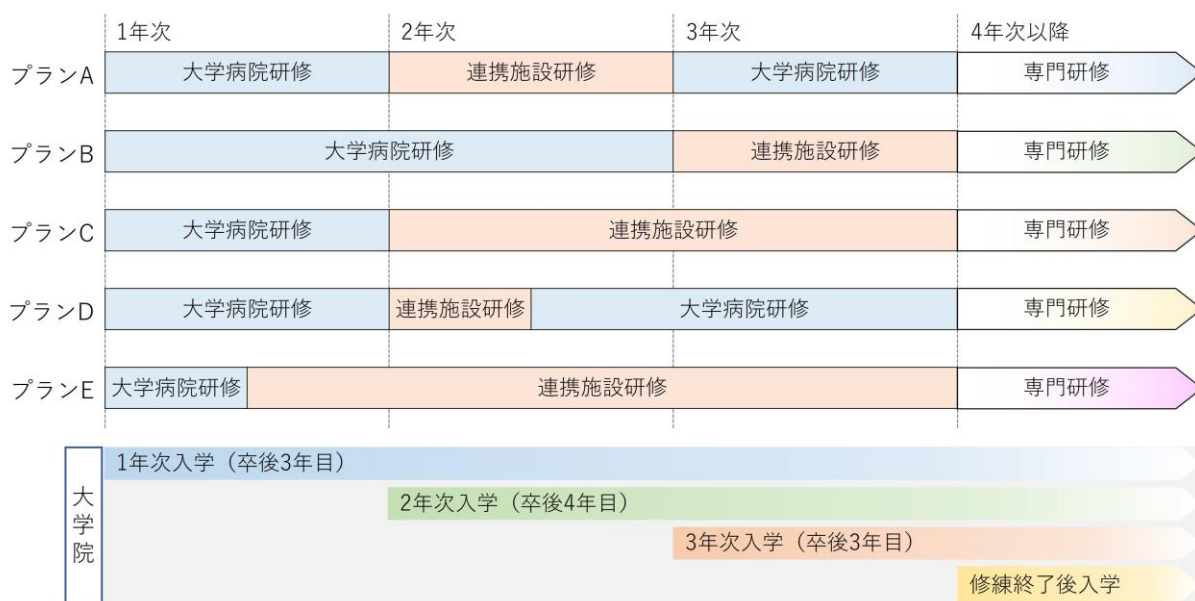 1年次 2年次 3年次 4年次以降
プランA 大学病院研修 連携施設研修 大学病院研修 専門研修
プランB 大学病院研修 連携施設研修 専門研修
プランC 大学病院研修 連携施設研修 専門研修
プランD 大学病院研修 連携施設研修 大学病院研修 専門研修
プランE 大学病院研修 連携施設研修 専門研修
大学院
1年次入学（卒後3年目）
2年次入学（卒後4年目）
3年次入学（卒後3年目）
修練終了後入学